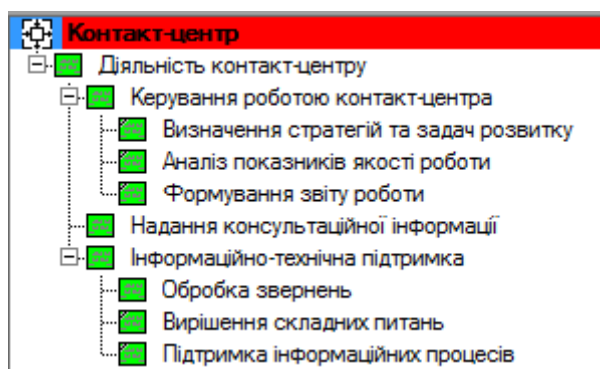 Контакт-центр
Діяльність контакт-центру
Керування роботою контакт-центра
Визначення стратегій та задач розвитку
Аналіз показників якості роботи
Формування звіту роботи
Надання консультаційної інформації
Інформаційно-технічна підтримка
Обробка звернень
Вирішення складних питань
Підтримка інформаційних процесів